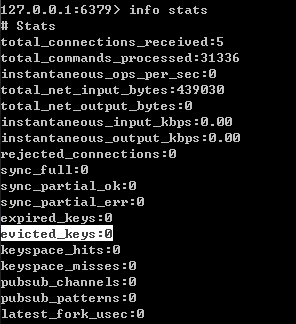 127.0.0.1:6379> info stats
# Stats
total_connections_received:5
total_commands_processed:31336
instantaneous_ops_per_sec:0
total_net_input_bytes:439030
total_net_output_bytes:0
instantaneous_input_kbps:0.00
instantaneous_output_kbps:0.00
rejected_connections:0
sync_full:0
sync_partial_ok:0
sync_partial_err:0
expired_keys:0
evicted_keys:0
keyspace_hits:0
keyspace_misses:0
pubsub_channels:0
pubsub_patterns:0
latest_fork_usec:0